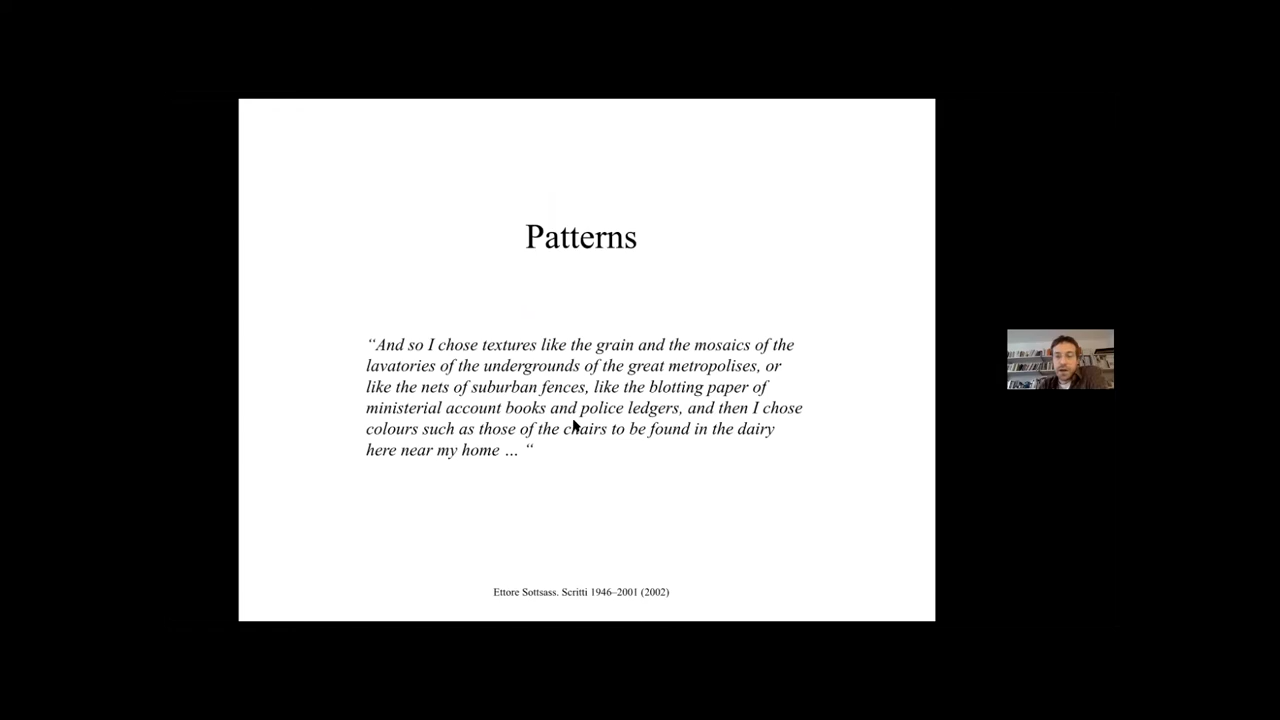 Patterns
“And so I chose textures like the grain and the mosaics of the
lavatories of the undergrounds of the great metropolises, or
like the nets of suburban fences, like the blotting paper of
ministerial account books and police ledgers, and then I chose
colours such as those of the chairs to be found in the dairy
here near my home … “
Ettore Sottsass. Scritti 1946–2001 (2002)